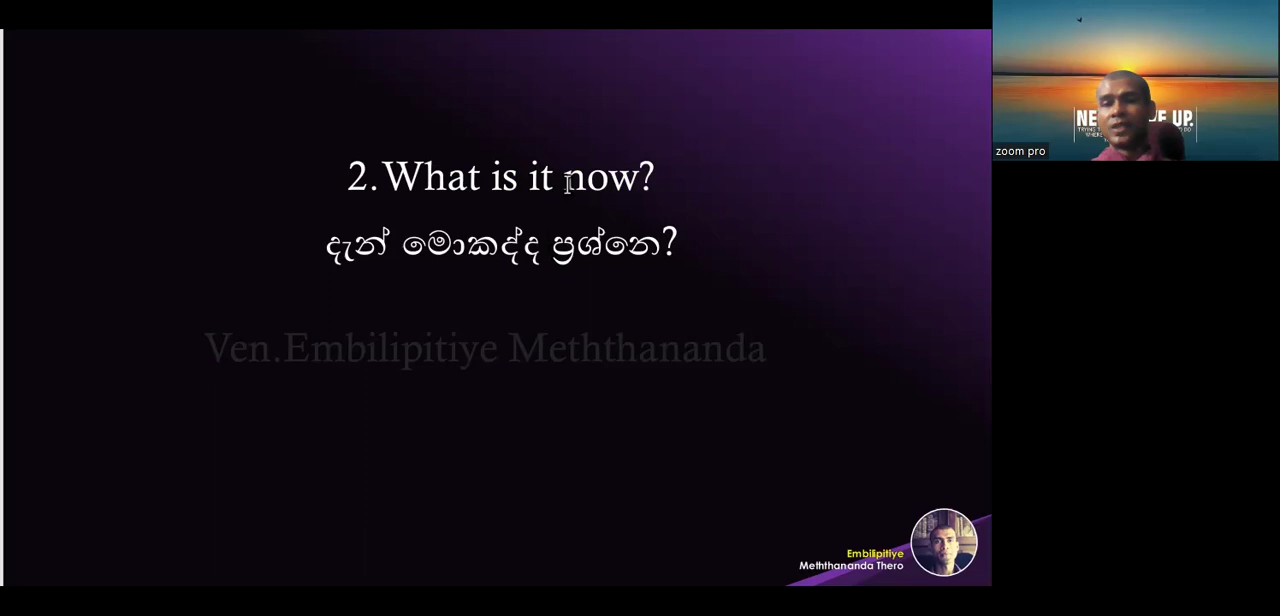 2.What is it now?
දැන් මොකද්ද ප්‍රශ්නෙ?
Ven.Embilipitiye Meththananda
Embilipitiye
Meththananda Thero
zoom pro